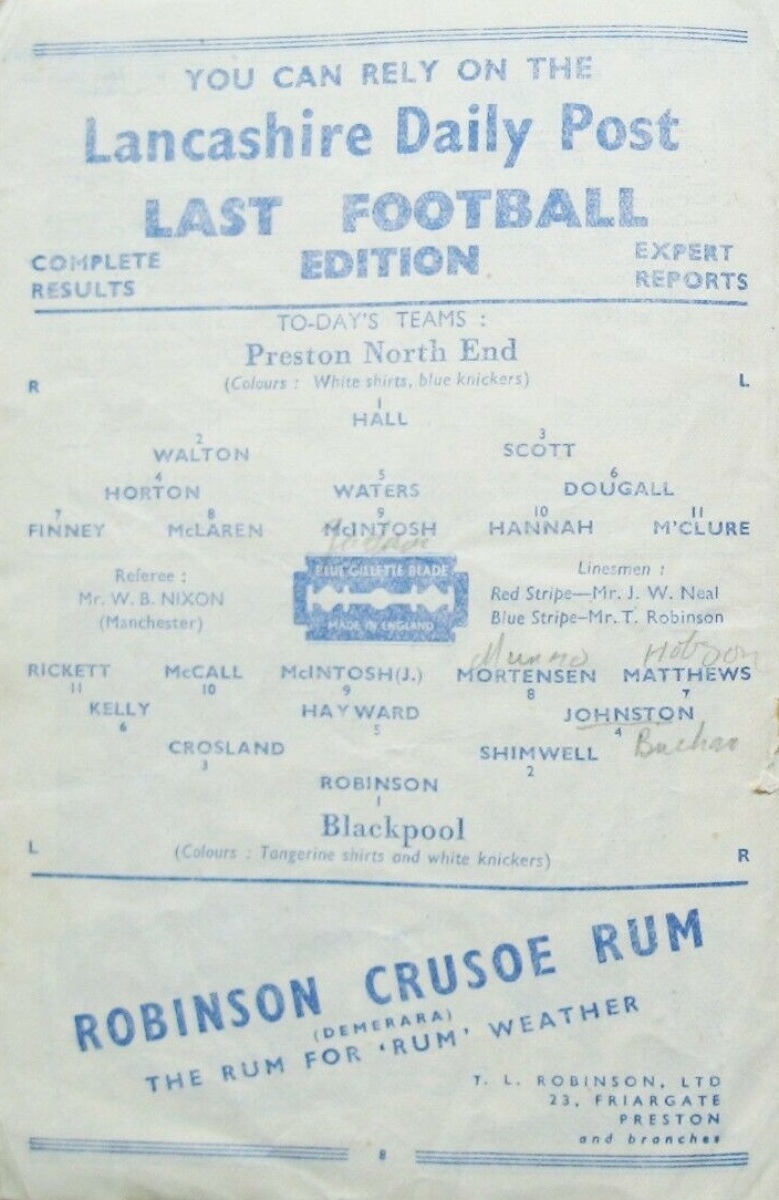 YOU CAN RELY ON THE
Lancashire Daily Post
LAST FOOTBALL
COMPLETE RESULTS EDITION EXPERT REPORTS
TO-DAY'S TEAMS :
Preston North End
R (Colours : White shirts, blue knickers) L
1
HALL
2 3
WALTON SCOTT
4 5 6
HORTON WATERS DOUGALL
7 8 9 10 11
FINNEY McLAREN McINTOSH HANNAH M'CLURE
Referee :
Mr. W. B. NIXON
(Manchester)
BLUE GILLETTE BLADE
MADE IN ENGLAND
Linesmen :
Red Stripe—Mr. J. W. Neal
Blue Stripe—Mr. T. Robinson
Munro Hobson
RICKETT McCALL McINTOSH(J.) MORTENSEN MATTHEWS
11 10 9 8 7
KELLY HAYWARD JOHNSTON
6 5 4
Buchan
CROSLAND SHIMWELL
3 2
ROBINSON
1
Blackpool
L (Colours : Tangerine shirts and white knickers) R
ROBINSON CRUSOE RUM
(DEMERARA)
THE RUM FOR 'RUM' WEATHER
T. L. ROBINSON, LTD
23, FRIARGATE
PRESTON
and branches
8